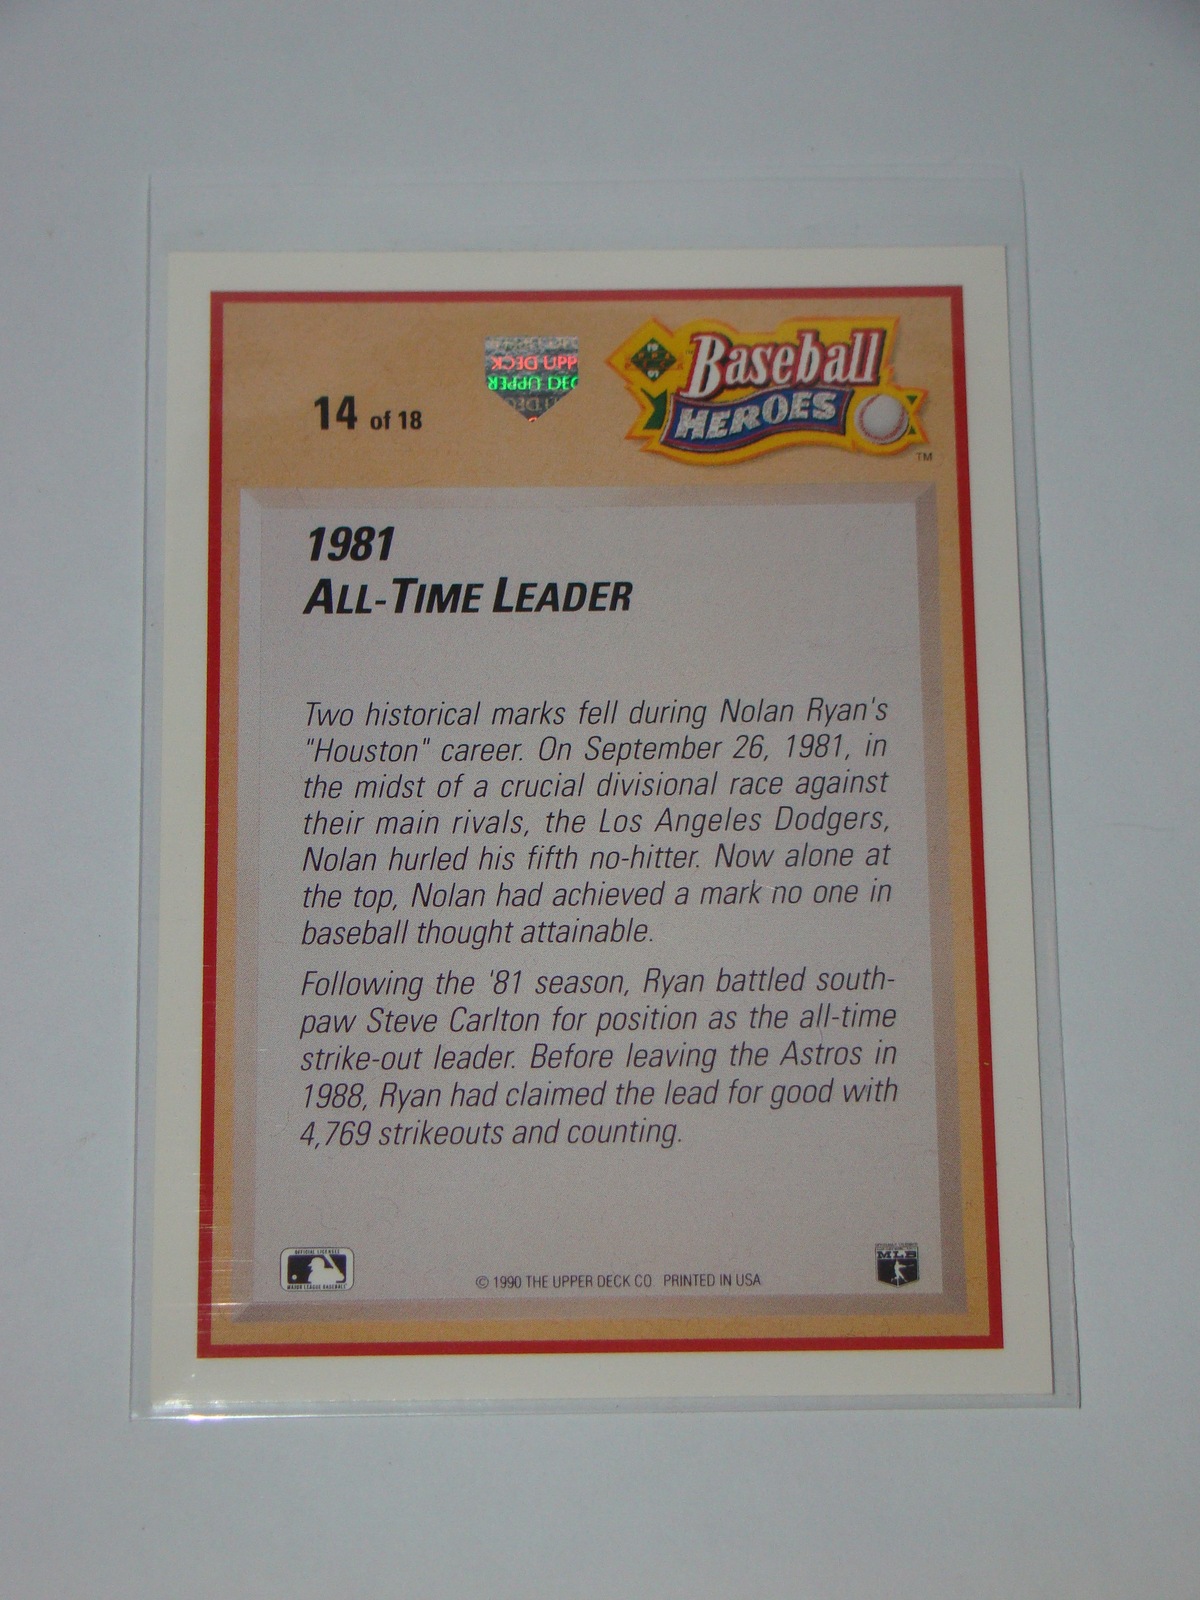 14 of 18
Baseball
HEROES
TM
1981
ALL-TIME LEADER
Two historical marks fell during Nolan Ryan's
"Houston" career. On September 26, 1981, in
the midst of a crucial divisional race against
their main rivals, the Los Angeles Dodgers,
Nolan hurled his fifth no-hitter. Now alone at
the top, Nolan had achieved a mark no one in
baseball thought attainable.
Following the '81 season, Ryan battled south-
paw Steve Carlton for position as the all-time
strike-out leader. Before leaving the Astros in
1988, Ryan had claimed the lead for good with
4,769 strikeouts and counting.
MLB
© 1990 THE UPPER DECK CO. PRINTED IN USA